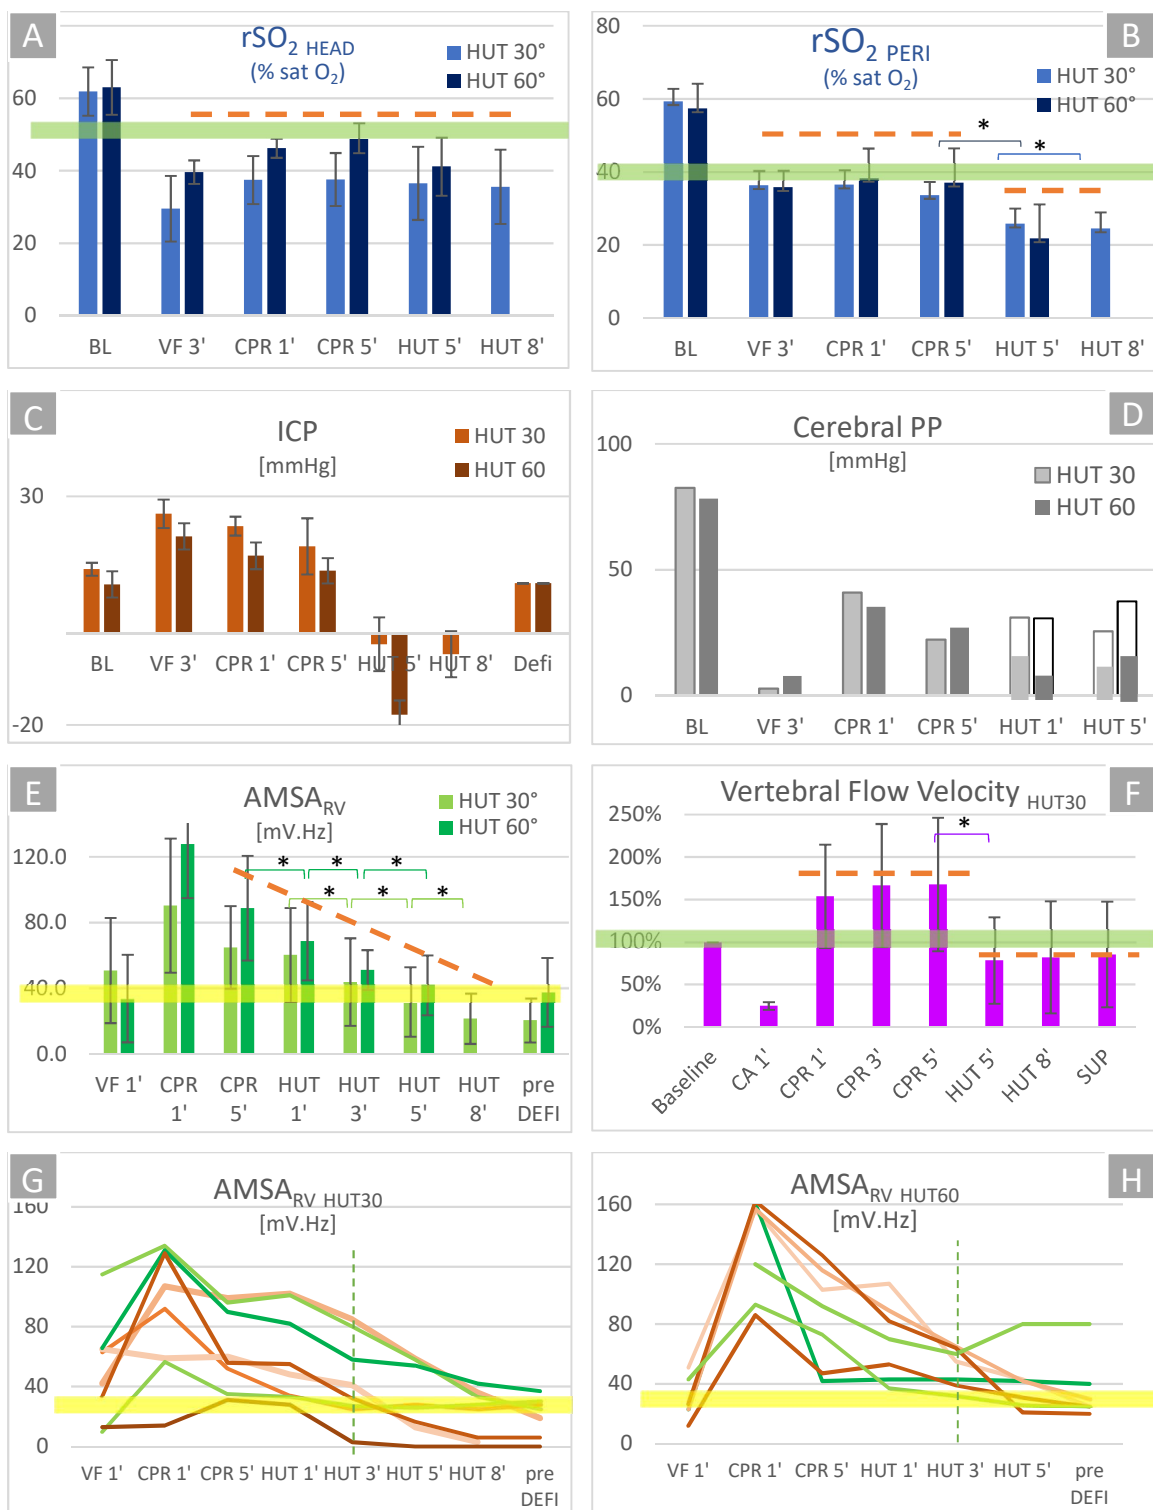 A
rSO2 HEAD
(% sat O2)
HUT 30°
HUT 60°
60
40
20
0
BL VF 3' CPR 1' CPR 5' HUT 5' HUT 8'
B
rSO2 PERI
(% sat O2)
HUT 30°
HUT 60°
* *
80
60
40
20
0
BL VF 3' CPR 1' CPR 5' HUT 5' HUT 8'
C
ICP
[mmHg]
HUT 30
HUT 60
30
-20
BL VF 3' CPR 1' CPR 5' HUT 5' HUT 8' Defi
D
Cerebral PP
[mmHg]
HUT 30
HUT 60
100
50
0
BL VF 3' CPR 1' CPR 5' HUT 1' HUT 5'
E
AMSARV
[mV.Hz]
HUT 30°
HUT 60°
* * *
* * *
120.0
80.0
40.0
0.0
VF 1' CPR 1' CPR 5' HUT 1' HUT 3' HUT 5' HUT 8' pre DEFI
F
Vertebral Flow Velocity HUT30
*
250%
200%
150%
100%
50%
0%
Baseline CA 1' CPR 1' CPR 3' CPR 5' HUT 5' HUT 8' SUP
G
AMSARV HUT30
[mV.Hz]
160
120
80
40
0
VF 1' CPR 1' CPR 5' HUT 1' HUT 3' HUT 5' HUT 8' pre DEFI
H
AMSARV HUT60
[mV.Hz]
160
120
80
40
0
VF 1' CPR 1' CPR 5' HUT 1' HUT 3' HUT 5' pre DEFI